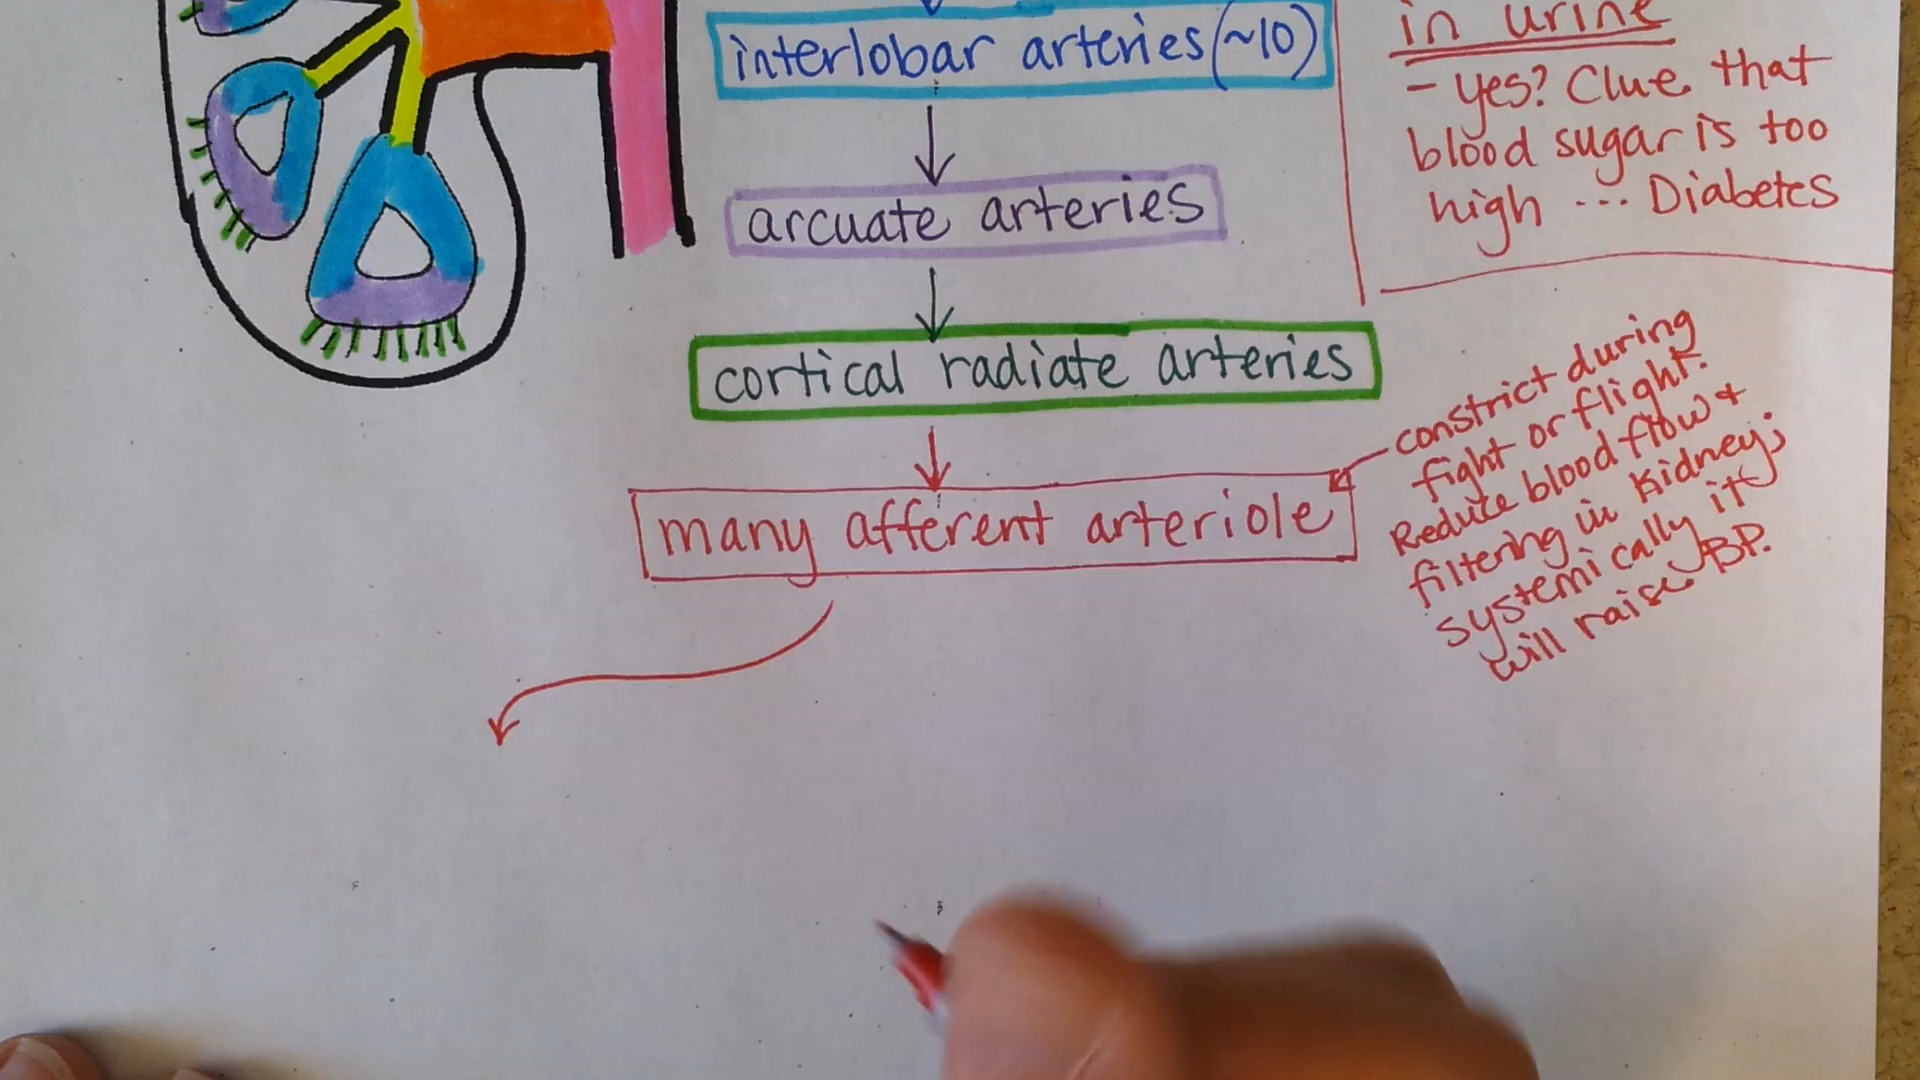 interlobar arteries (~10)
arcuate arteries
cortical radiate arteries
many afferent arteriole
in urine
- yes? Clue that
blood sugar is too
high ... Diabetes
constrict during
fight or flight.
Reduce blood flow +
filtering in kidney;
systemically it
will raise BP.